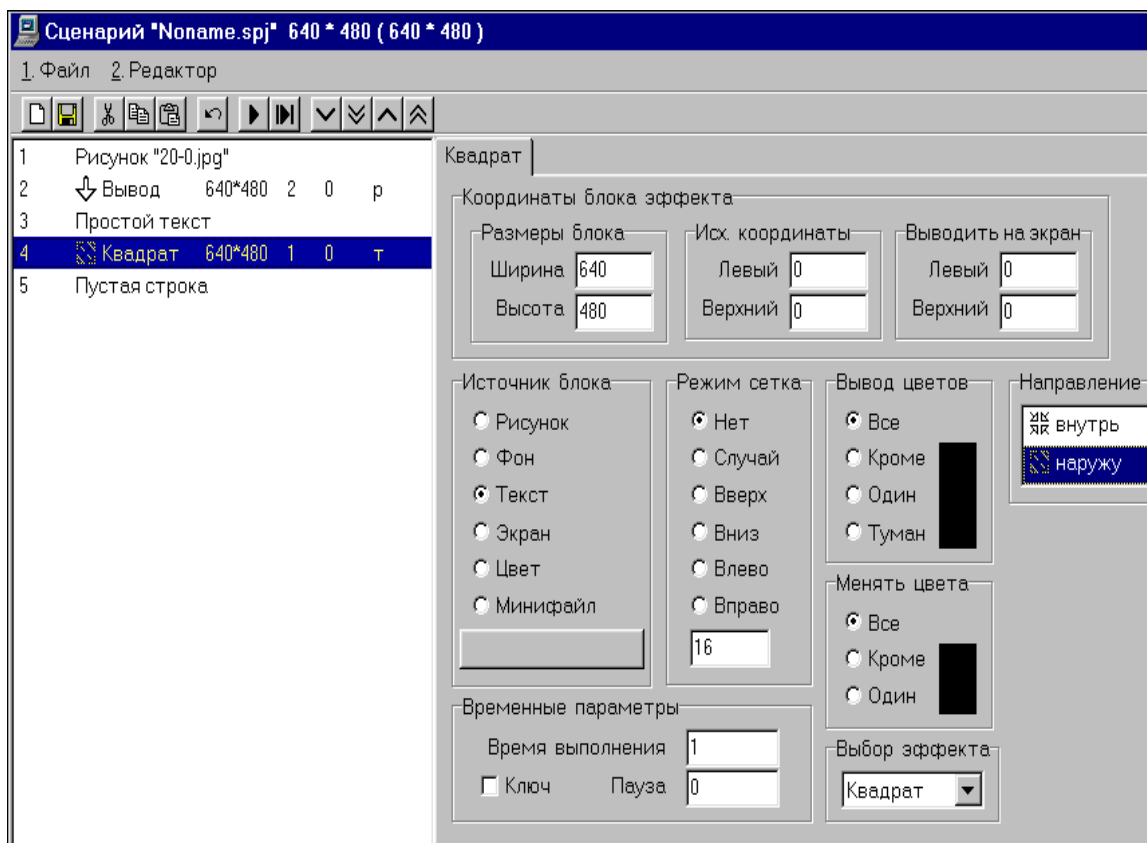 Сценарий "Noname.spj" 640 * 480 ( 640 * 480 )
1. Файл 2. Редактор
1 Рисунок "20-0.jpg"
2 Вывод 640*480 2 0 р
3 Простой текст
4 Квадрат 640*480 1 0 т
5 Пустая строка
Квадрат
Координаты блока эффекта
Размеры блока Исх. координаты Выводить на экран
Ширина 640 Левый 0 Левый 0
Высота 480 Верхний 0 Верхний 0
Источник блока Режим сетка Вывод цветов Направление
Рисунок Нет Все внутрь
Фон Случай Кроме наружу
Текст Вверх Один
Экран Вниз Туман
Цвет Влево Менять цвета
Минифайл Вправо Все
16 Кроме
Один
Временные параметры
Время выполнения 1 Выбор эффекта
Ключ Пауза 0 Квадрат